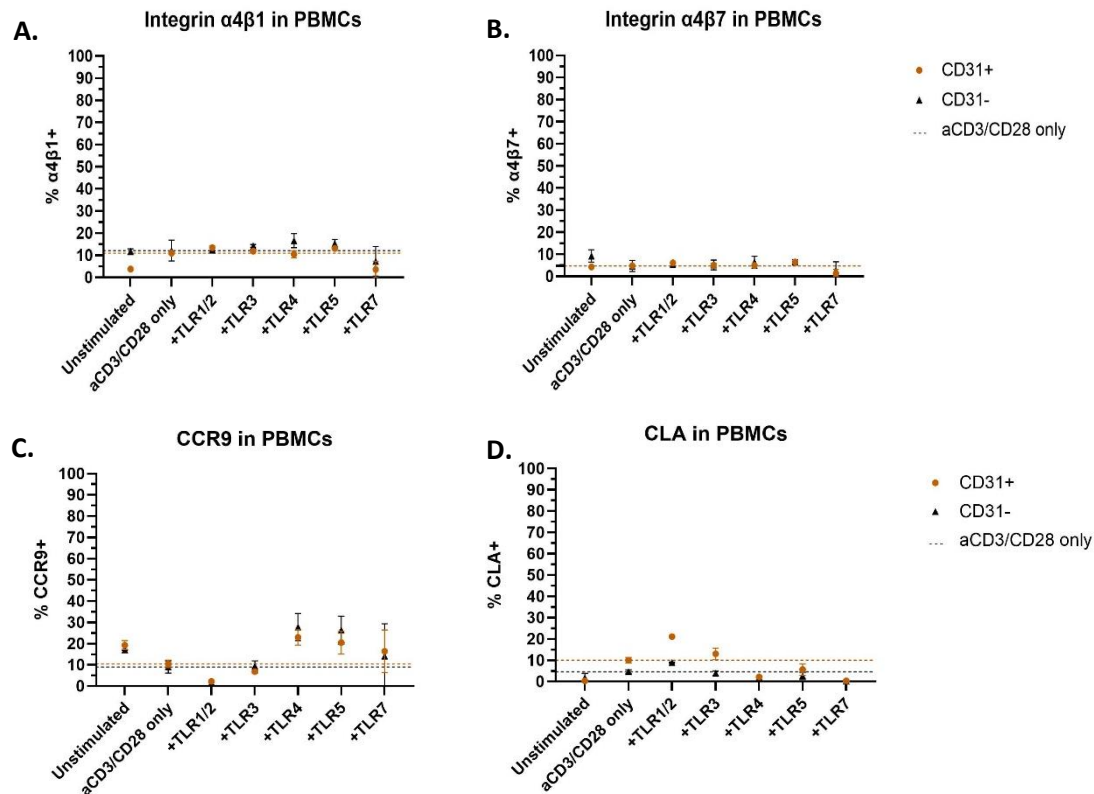 A.
Integrin α4β1 in PBMCs
100
90
80
70
60
50
40
30
20
10
0
% α4β1+
Unstimulated
aCD3/CD28 only
+TLR1/2
+TLR3
+TLR4
+TLR5
+TLR7
B.
Integrin α4β7 in PBMCs
100
90
80
70
60
50
40
30
20
10
0
% α4β7+
Unstimulated
aCD3/CD28 only
+TLR1/2
+TLR3
+TLR4
+TLR5
+TLR7
CD31+
CD31-
aCD3/CD28 only
C.
CCR9 in PBMCs
100
90
80
70
60
50
40
30
20
10
0
% CCR9+
Unstimulated
aCD3/CD28 only
+TLR1/2
+TLR3
+TLR4
+TLR5
+TLR7
D.
CLA in PBMCs
100
90
80
70
60
50
40
30
20
10
0
% CLA+
Unstimulated
aCD3/CD28 only
+TLR1/2
+TLR3
+TLR4
+TLR5
+TLR7
CD31+
CD31-
aCD3/CD28 only